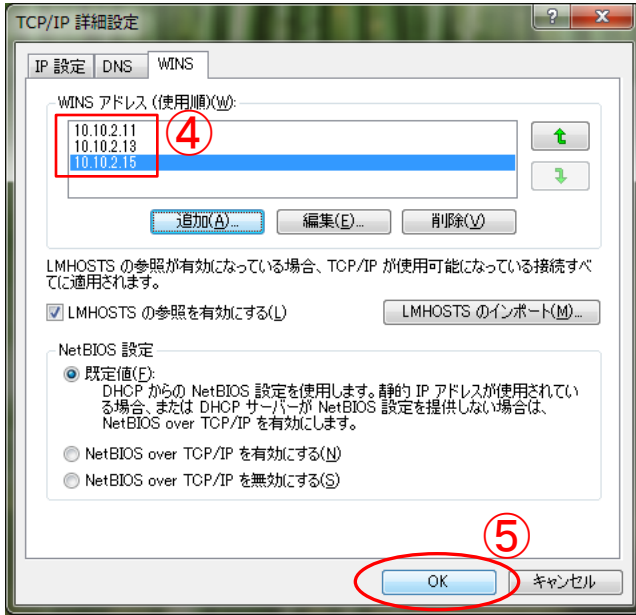 TCP/IP 詳細設定
?
x
IP 設定
DNS
WINS
WINS アドレス (使用順)(W):
10.10.2.11
10.10.2.13
10.10.2.15
④
追加(A)...
編集(E)...
削除(V)
LMHOSTS の参照が有効になっている場合、TCP/IP が使用可能になっている接続すべ
てに適用されます。
LMHOSTS の参照を有効にする(L)
LMHOSTS のインポート(M)...
NetBIOS 設定
既定値(F):
DHCP からの NetBIOS 設定を使用します。静的 IP アドレスが使用されてい
る場合、または DHCP サーバーが NetBIOS 設定を提供しない場合は、
NetBIOS over TCP/IP を有効にします。
NetBIOS over TCP/IP を有効にする(N)
NetBIOS over TCP/IP を無効にする(S)
⑤
OK
キャンセル